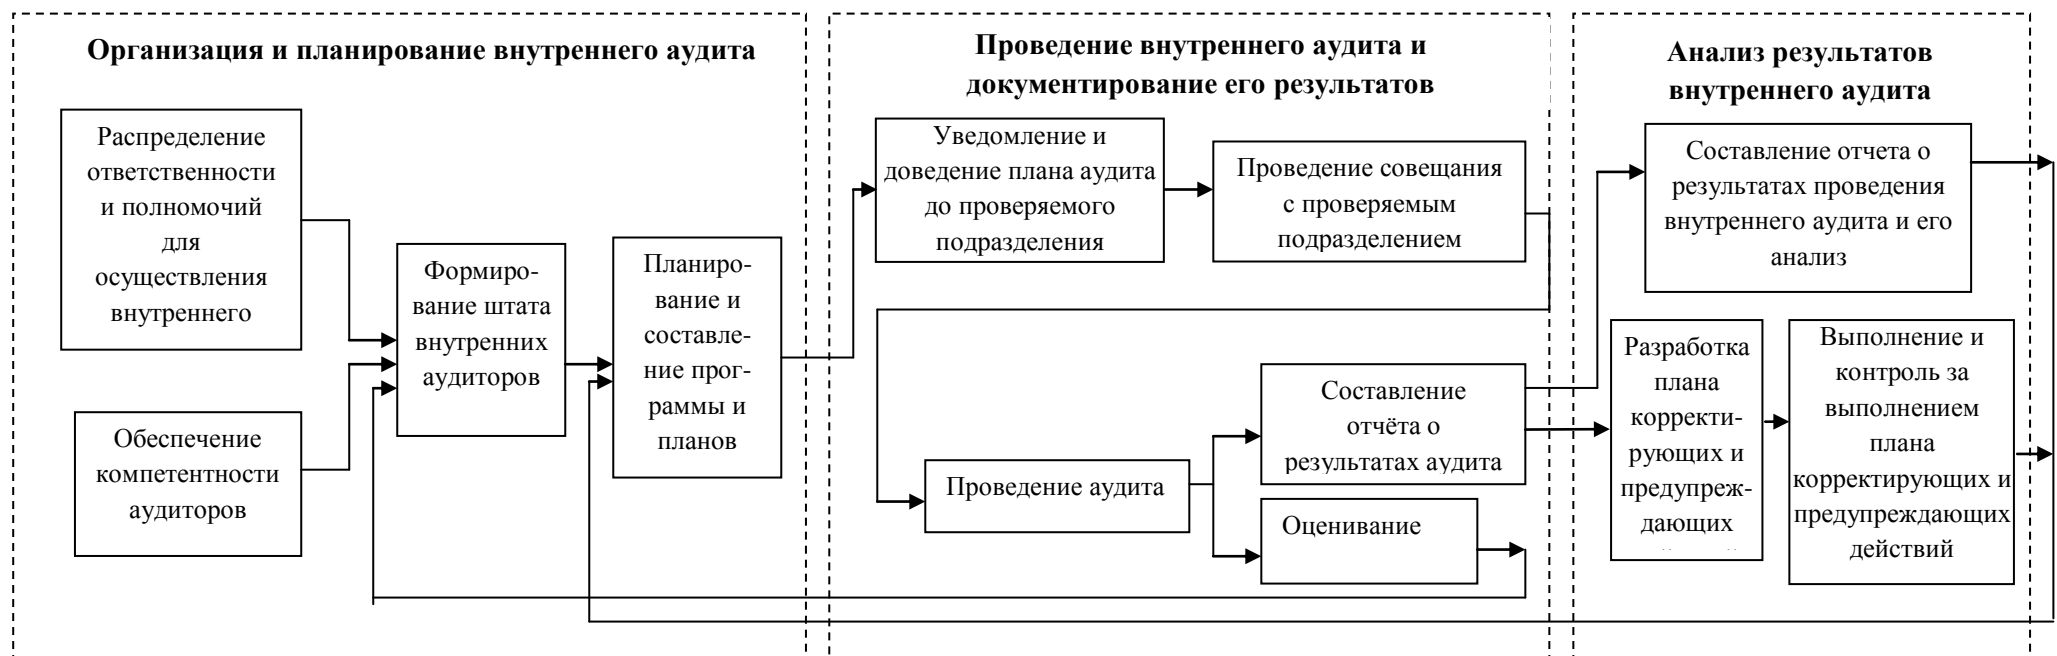 Организация и планирование внутреннего аудита
Распределение
ответственности
и полномочий
для
осуществления
внутреннего
Обеспечение
компетентности
аудиторов
Формиро-
вание штата
внутренних
аудиторов
Планиро-
вание и
составле-
ние прог-
раммы и
планов
Проведение внутреннего аудита и
документирование его результатов
Уведомление и
доведение плана аудита
до проверяемого
подразделения
Проведение совещания
с проверяемым
подразделением
Проведение аудита
Составление
отчёта о
результатах аудита
Оценивание
Анализ результатов
внутреннего аудита
Составление отчета о
результатах проведения
внутреннего аудита и его
анализ
Разработка
плана
корректи-
рующих и
предупреж-
дающих
Выполнение и
контроль за
выполнением
плана
корректирующих и
предупреждающих
действий